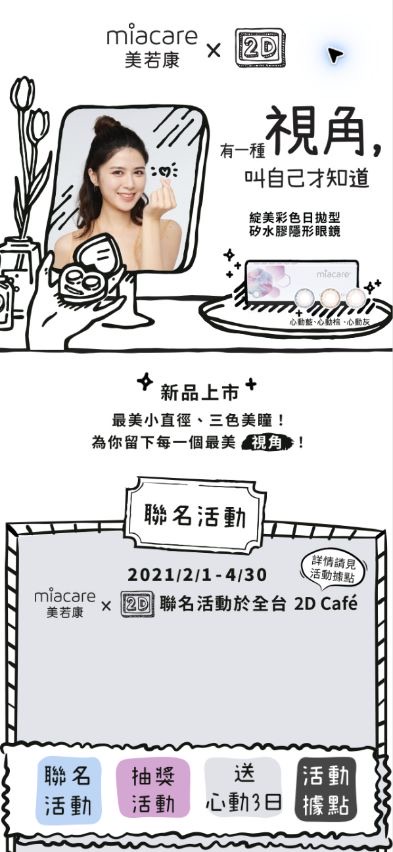 miacare
美若康
×
2D
有一種 視角,
叫自己才知道
綻美彩色日拋型
矽水膠隱形眼鏡
miacare
心動藍、心動棕、心動灰
新品上市
最美小直徑、三色美瞳!
為你留下每一個最美 視角 !
聯名活動
詳情請見
活動據點
2021/2/1-4/30
miacare
美若康
× 2D 聯名活動於全台 2D Café
聯名
活動
抽獎
活動
送
心動3日
活動
據點